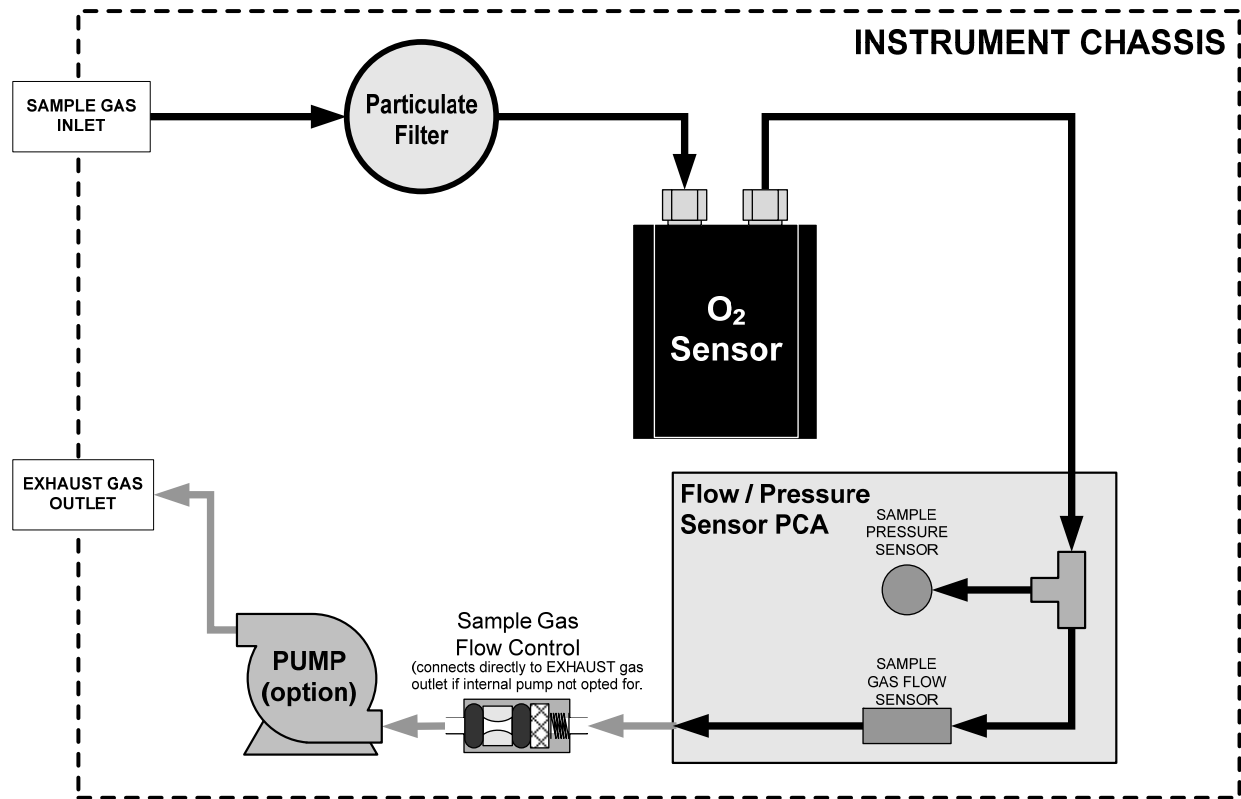 INSTRUMENT CHASSIS
SAMPLE GAS
INLET
Particulate
Filter
O₂
Sensor
EXHAUST GAS
OUTLET
Flow / Pressure
Sensor PCA
SAMPLE
PRESSURE
SENSOR
Sample Gas
Flow Control
(connects directly to EXHAUST gas
outlet if internal pump not opted for.
PUMP
(option)
SAMPLE
GAS FLOW
SENSOR